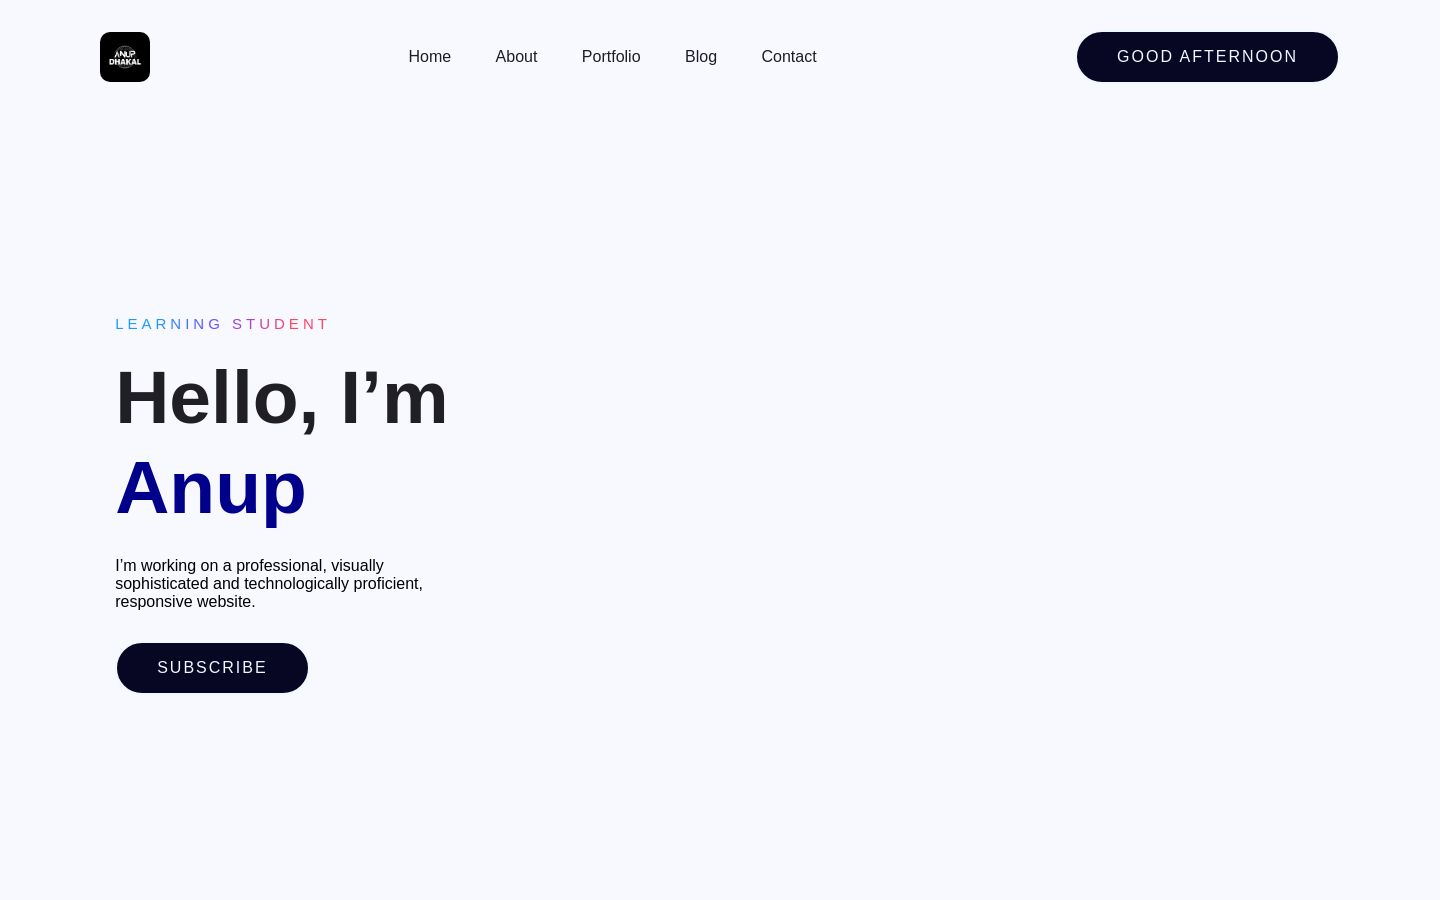 ANUP
DHAKAL
Home About Portfolio Blog Contact
GOOD AFTERNOON
LEARNING STUDENT
Hello, I’m
Anup
I’m working on a professional, visually
sophisticated and technologically proficient,
responsive website.
SUBSCRIBE